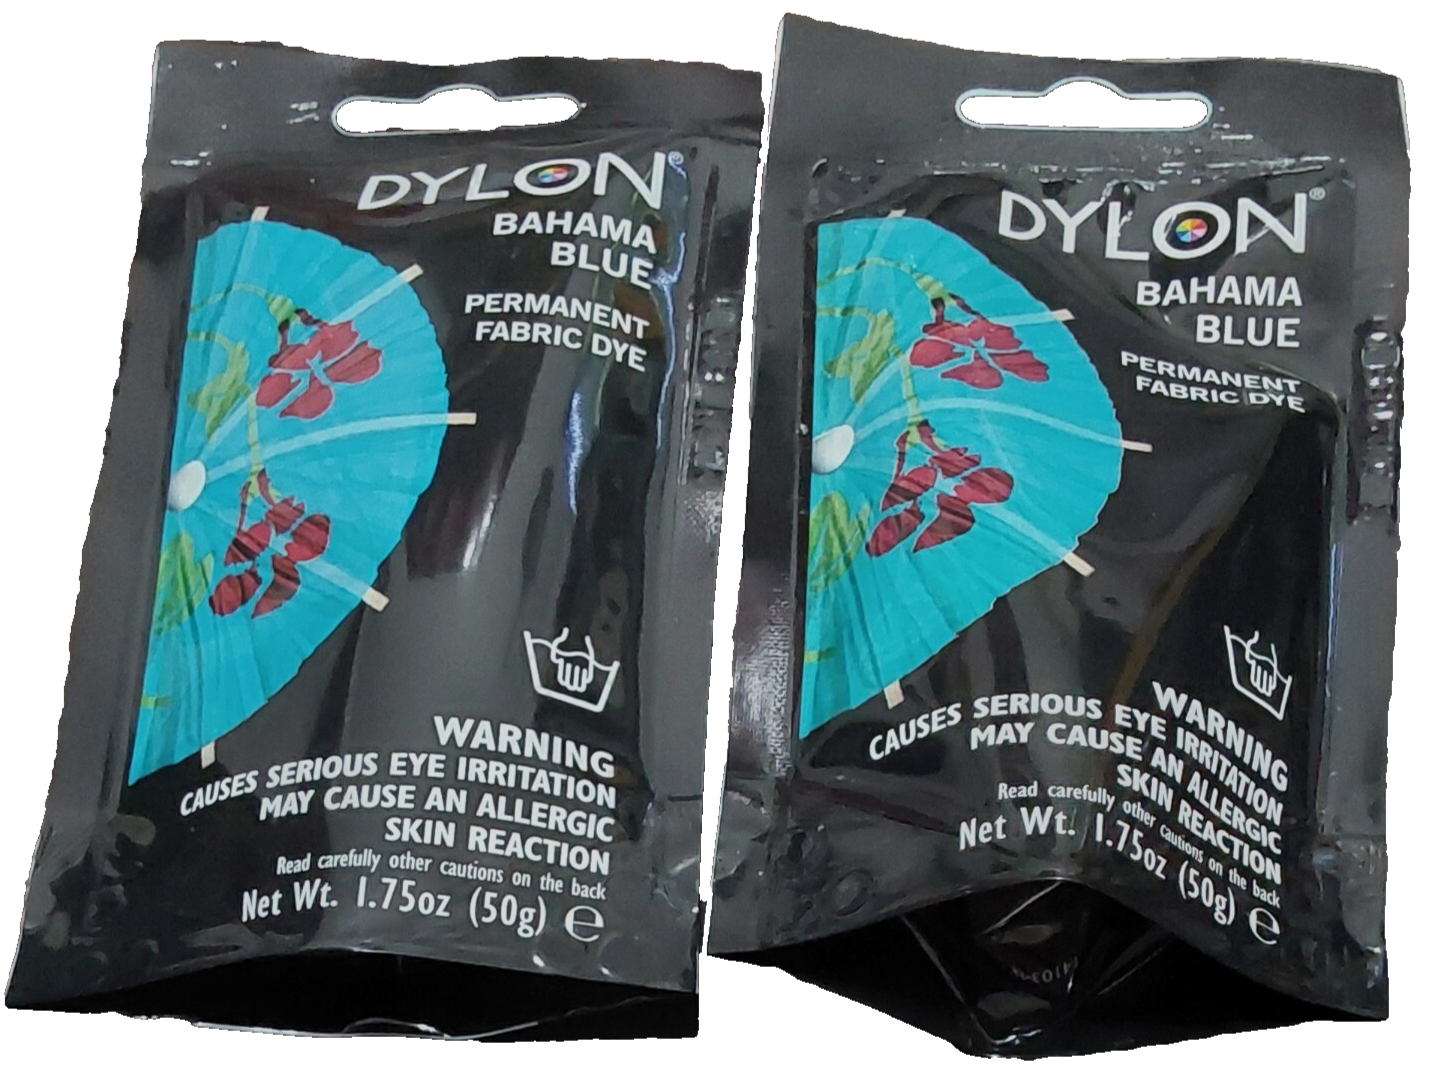 DYLON®
BAHAMA
BLUE
PERMANENT
FABRIC DYE
WARNING
CAUSES SERIOUS EYE IRRITATION
MAY CAUSE AN ALLERGIC
SKIN REACTION
Read carefully other cautions on the back
Net Wt. 1.75oz (50g) e
DYLON®
BAHAMA
BLUE
PERMANENT
FABRIC DYE
WARNING
CAUSES SERIOUS EYE IRRITATION
MAY CAUSE AN ALLERGIC
SKIN REACTION
Read carefully other cautions on the back
Net Wt. 1.75oz (50g) e